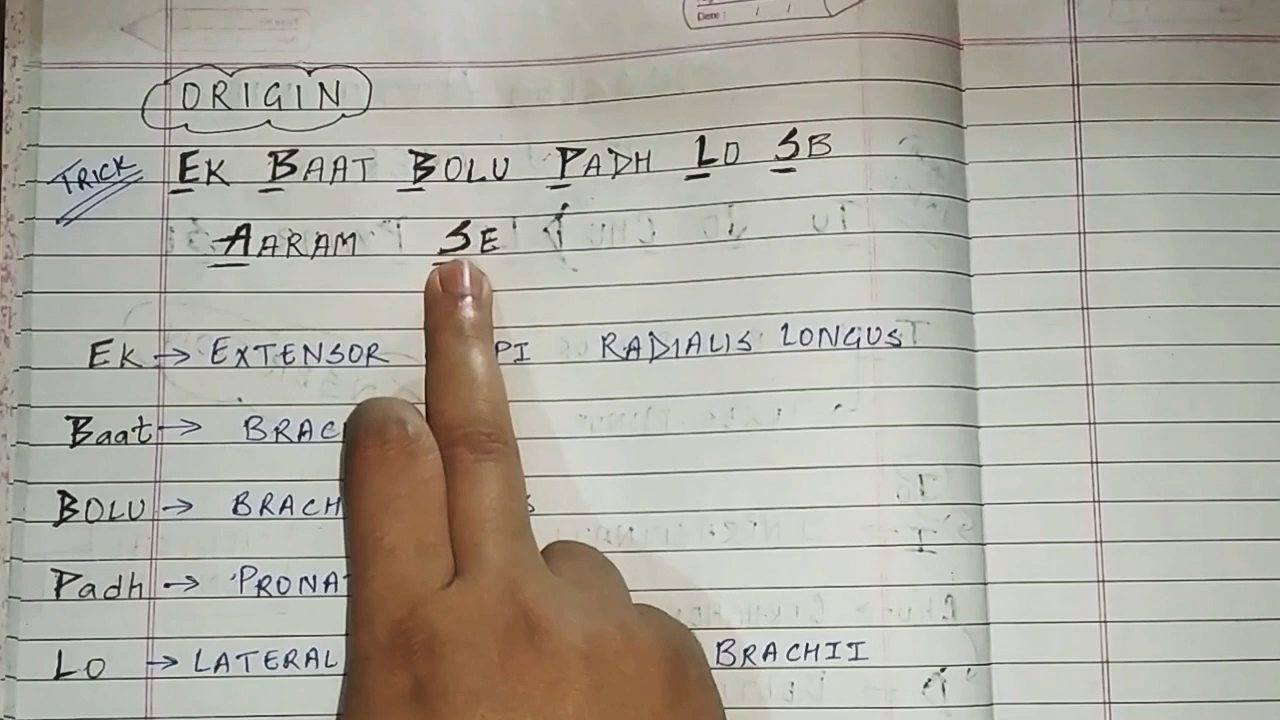 Date : / /
ORIGIN
TRICK EK BAAT BOLU PADH LO SB
AARAM SE
EK → EXTENSOR PI RADIALIS LONGUS
Baat → BRAC
BOLU → BRACH S
Padh → PRONA
LO → LATERAL BRACHII